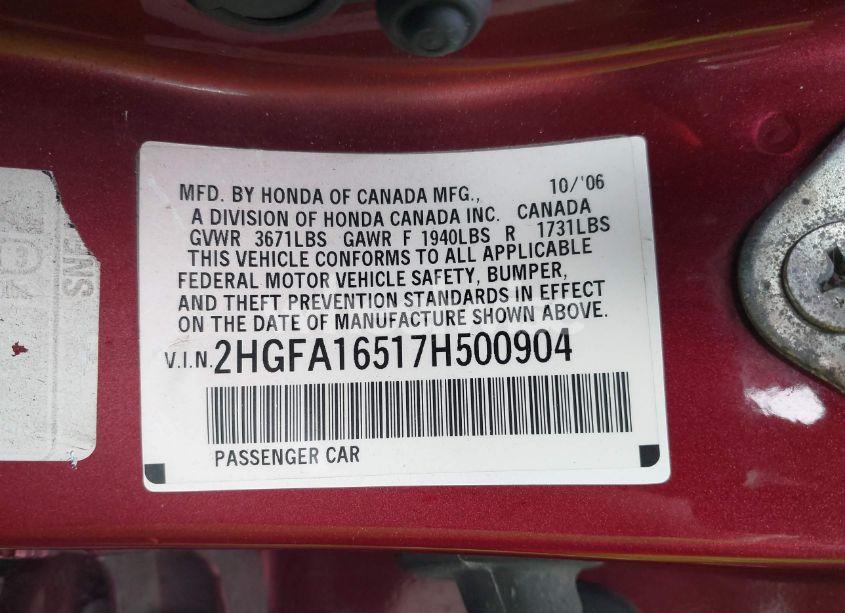 MFD. BY HONDA OF CANADA MFG., 10/'06
A DIVISION OF HONDA CANADA INC. CANADA
GVWR 3671LBS GAWR F 1940LBS R 1731LBS
THIS VEHICLE CONFORMS TO ALL APPLICABLE
FEDERAL MOTOR VEHICLE SAFETY, BUMPER,
AND THEFT PREVENTION STANDARDS IN EFFECT
ON THE DATE OF MANUFACTURE SHOWN ABOVE.
V.I.N. 2HGFA16517H500904
PASSENGER CAR